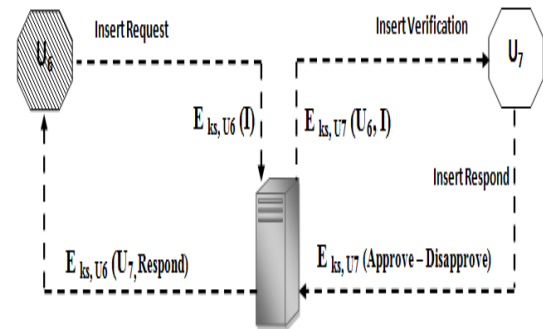 Insert Request
Insert Verification
U6
U7
E ks, U6 (I)
E ks, U7 (U6, I)
Insert Respond
E ks, U6 (U7, Respond)
E ks, U7 (Approve – Disapprove)